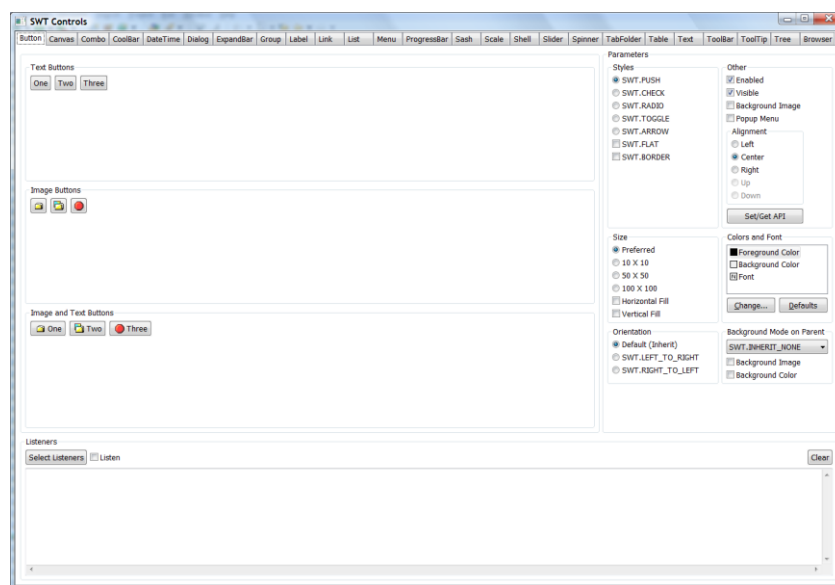 SWT Controls
Button Canvas Combo CoolBar DateTime Dialog ExpandBar Group Label Link List Menu ProgressBar Sash Scale Shell Slider Spinner TabFolder Table Text ToolBar ToolTip Tree Browser
Text Buttons
One Two Three
Image Buttons
Image and Text Buttons
One Two Three
Parameters
Styles
SWT.PUSH
SWT.CHECK
SWT.RADIO
SWT.TOGGLE
SWT.ARROW
SWT.FLAT
SWT.BORDER
Other
Enabled
Visible
Background Image
Popup Menu
Alignment
Left
Center
Right
Up
Down
Set/Get API
Size
Preferred
10 X 10
50 X 50
100 X 100
Horizontal Fill
Vertical Fill
Colors and Font
Foreground Color
Background Color
Font
Change... Defaults
Orientation
Default (Inherit)
SWT.LEFT_TO_RIGHT
SWT.RIGHT_TO_LEFT
Background Mode on Parent
SWT.INHERIT_NONE
Background Image
Background Color
Listeners
Select Listeners Listen Clear